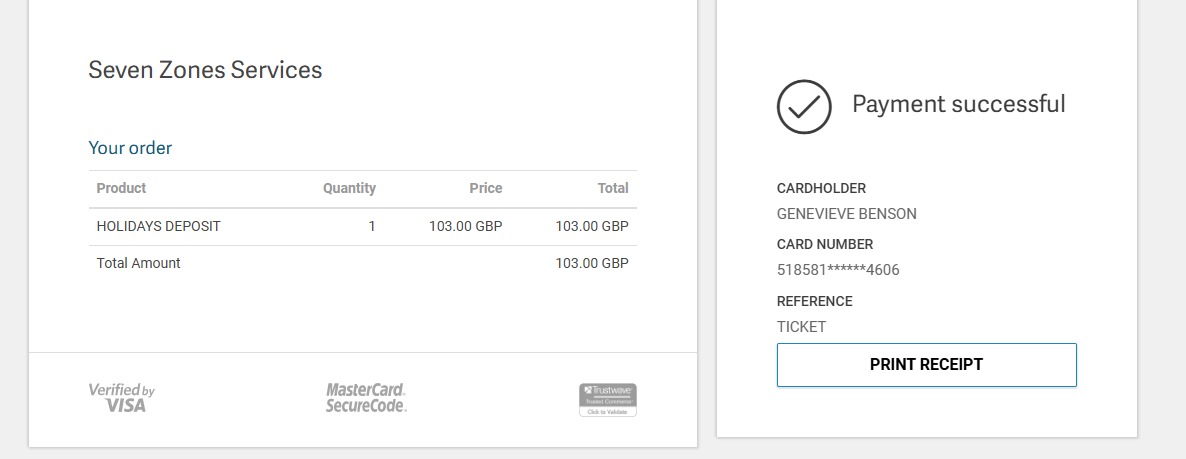 Seven Zones Services
Your order
Product Quantity Price Total
HOLIDAYS DEPOSIT 1 103.00 GBP 103.00 GBP
Total Amount 103.00 GBP
Verified by
VISA
MasterCard.
SecureCode.
Trustwave
Trusted Commerce
Click to Validate
Payment successful
CARDHOLDER
GENEVIEVE BENSON
CARD NUMBER
518581******4606
REFERENCE
TICKET
PRINT RECEIPT